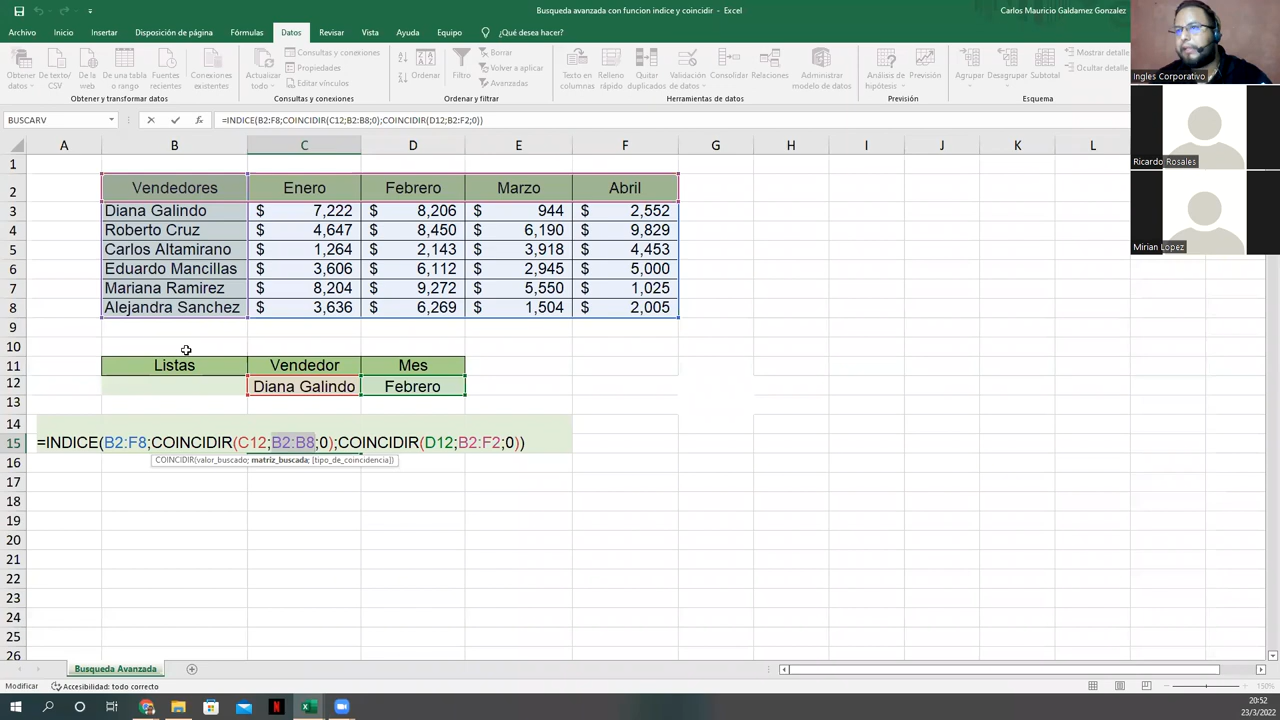 Busqueda avanzada con funcion indice y coincidir - Excel
Carlos Mauricio Galdamez Gonzalez
Archivo Inicio Insertar Disposición de página Fórmulas Datos Revisar Vista Ayuda Equipo ¿Qué desea hacer?
Obtener datos De texto/CSV De la web De una tabla o rango Fuentes recientes Conexiones existentes
Actualizar todo Consultas y conexiones Propiedades Editar vínculos
Ordenar Filtro Borrar Volver a aplicar Avanzadas
Texto en columnas Relleno rápido Quitar duplicados Validación de datos Consolidar Relaciones Administrar modelo de datos
Análisis de hipótesis Previsión Agrupar Desagrupar Subtotal Mostrar detalle Ocultar detalle
Obtener y transformar datos Consultas y conexiones Ordenar y filtrar Herramientas de datos Previsión Esquema
BUSCARV =INDICE(B2:F8;COINCIDIR(C12;B2:B8;0);COINCIDIR(D12;B2:F2;0))
A B C D E F G H I J K L
1
2 Vendedores Enero Febrero Marzo Abril
3 Diana Galindo $ 7,222 $ 8,206 $ 944 $ 2,552
4 Roberto Cruz $ 4,647 $ 8,450 $ 6,190 $ 9,829
5 Carlos Altamirano $ 1,264 $ 2,143 $ 3,918 $ 4,453
6 Eduardo Mancillas $ 3,606 $ 6,112 $ 2,945 $ 5,000
7 Mariana Ramirez $ 8,204 $ 9,272 $ 5,550 $ 1,025
8 Alejandra Sanchez $ 3,636 $ 6,269 $ 1,504 $ 2,005
9
10
11 Listas Vendedor Mes
12 Diana Galindo Febrero
13
14
15 =INDICE(B2:F8;COINCIDIR(C12;B2:B8;0);COINCIDIR(D12;B2:F2;0))
COINCIDIR(valor_buscado; matriz_buscada; [tipo_de_coincidencia])
16
17
18
19
20
21
22
23
24
25
26
Ingles Corporativo
Ricardo Rosales
Mirian Lopez
Busqueda Avanzada
Modificar Accesibilidad: todo correcto 150%
20:52
23/3/2022